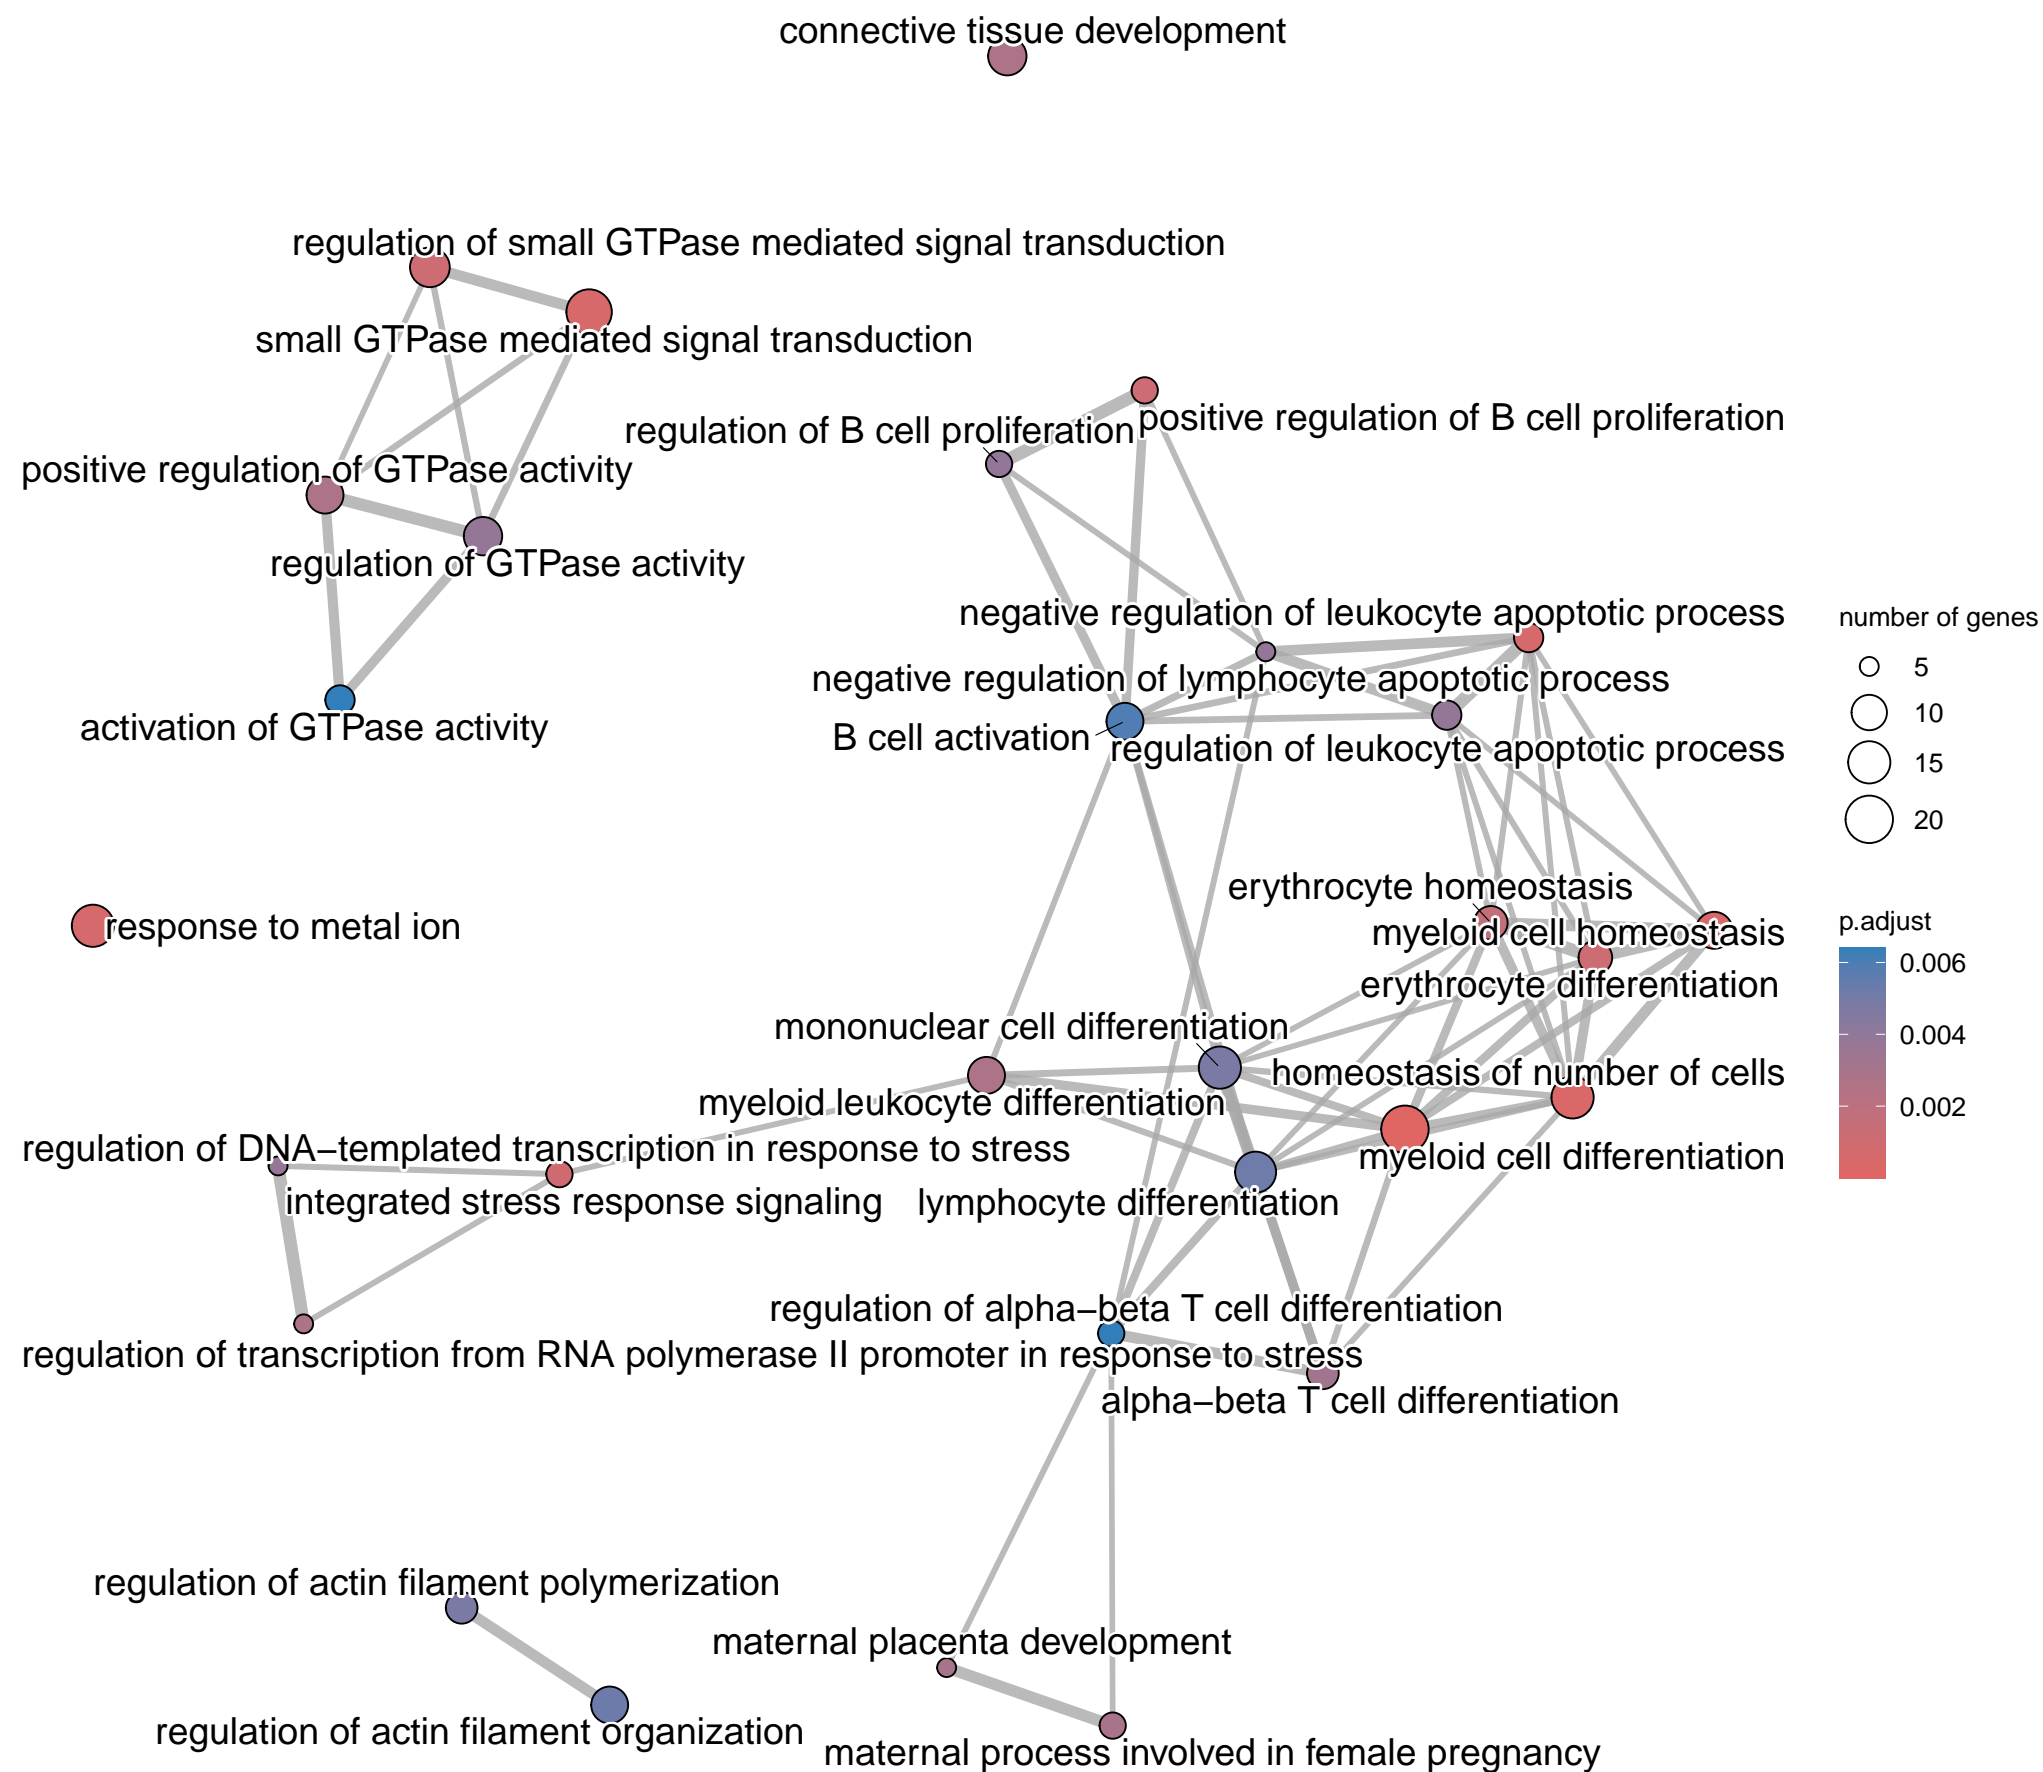 connective tissue development
regulation of small GTPase mediated signal transduction
small GTPase mediated signal transduction
positive regulation of B cell proliferation
regulation of B cell proliferation
positive regulation of GTPase activity
regulation of GTPase activity
negative regulation of leukocyte apoptotic process
negative regulation of lymphocyte apoptotic process
activation of GTPase activity
B cell activation
regulation of leukocyte apoptotic process
number of genes
5
10
15
20
erythrocyte homeostasis
response to metal ion
myeloid cell homeostasis
erythrocyte differentiation
p.adjust
0.006
0.004
0.002
mononuclear cell differentiation
homeostasis of number of cells
myeloid leukocyte differentiation
regulation of DNA−templated transcription in response to stress
myeloid cell differentiation
integrated stress response signaling
lymphocyte differentiation
regulation of alpha−beta T cell differentiation
regulation of transcription from RNA polymerase II promoter in response to stress
alpha−beta T cell differentiation
regulation of actin filament polymerization
maternal placenta development
regulation of actin filament organization
maternal process involved in female pregnancy